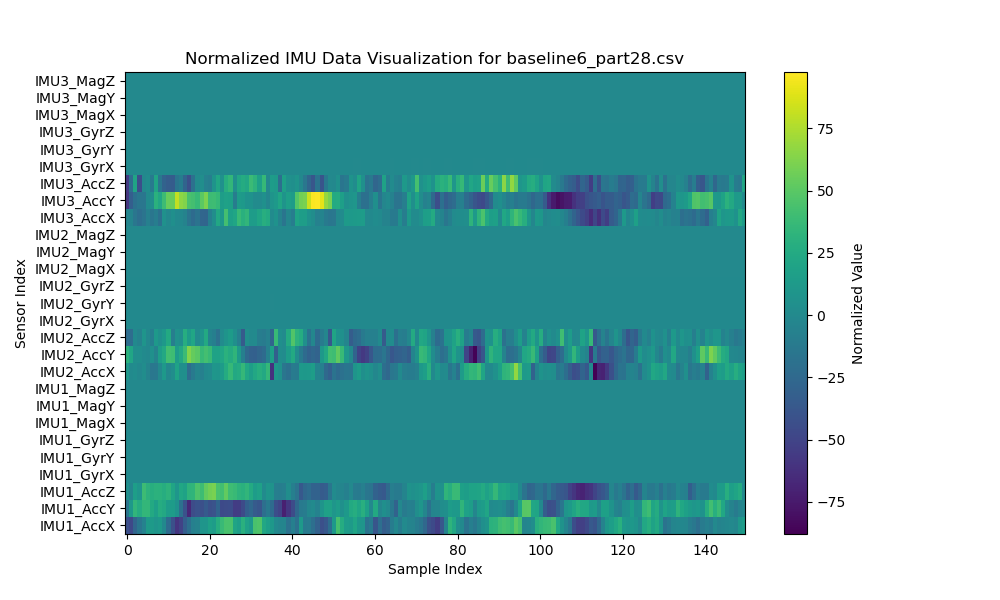 Normalized IMU Data Visualization for baseline6_part28.csv
IMU3_MagZ
IMU3_MagY
IMU3_MagX
IMU3_GyrZ
IMU3_GyrY
IMU3_GyrX
IMU3_AccZ
IMU3_AccY
IMU3_AccX
IMU2_MagZ
IMU2_MagY
IMU2_MagX
IMU2_GyrZ
IMU2_GyrY
IMU2_GyrX
IMU2_AccZ
IMU2_AccY
IMU2_AccX
IMU1_MagZ
IMU1_MagY
IMU1_MagX
IMU1_GyrZ
IMU1_GyrY
IMU1_GyrX
IMU1_AccZ
IMU1_AccY
IMU1_AccX
Sensor Index
0 20 40 60 80 100 120 140
Sample Index
75
50
25
0
−25
−50
−75
Normalized Value